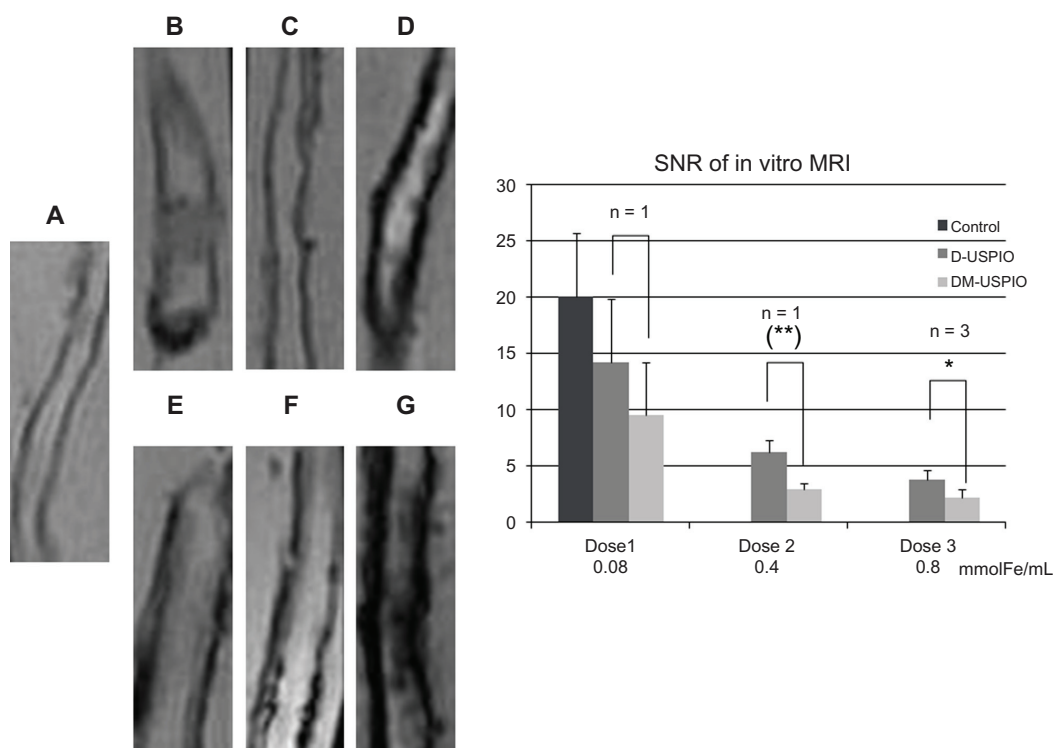 B
C
D
A
E
F
G
SNR of in vitro MRI
30
25
20
15
10
5
0
n = 1
n = 1
(**)
n = 3
*
Control
D-USPIO
DM-USPIO
Dose1
0.08
Dose 2
0.4
Dose 3
0.8
mmolFe/mL